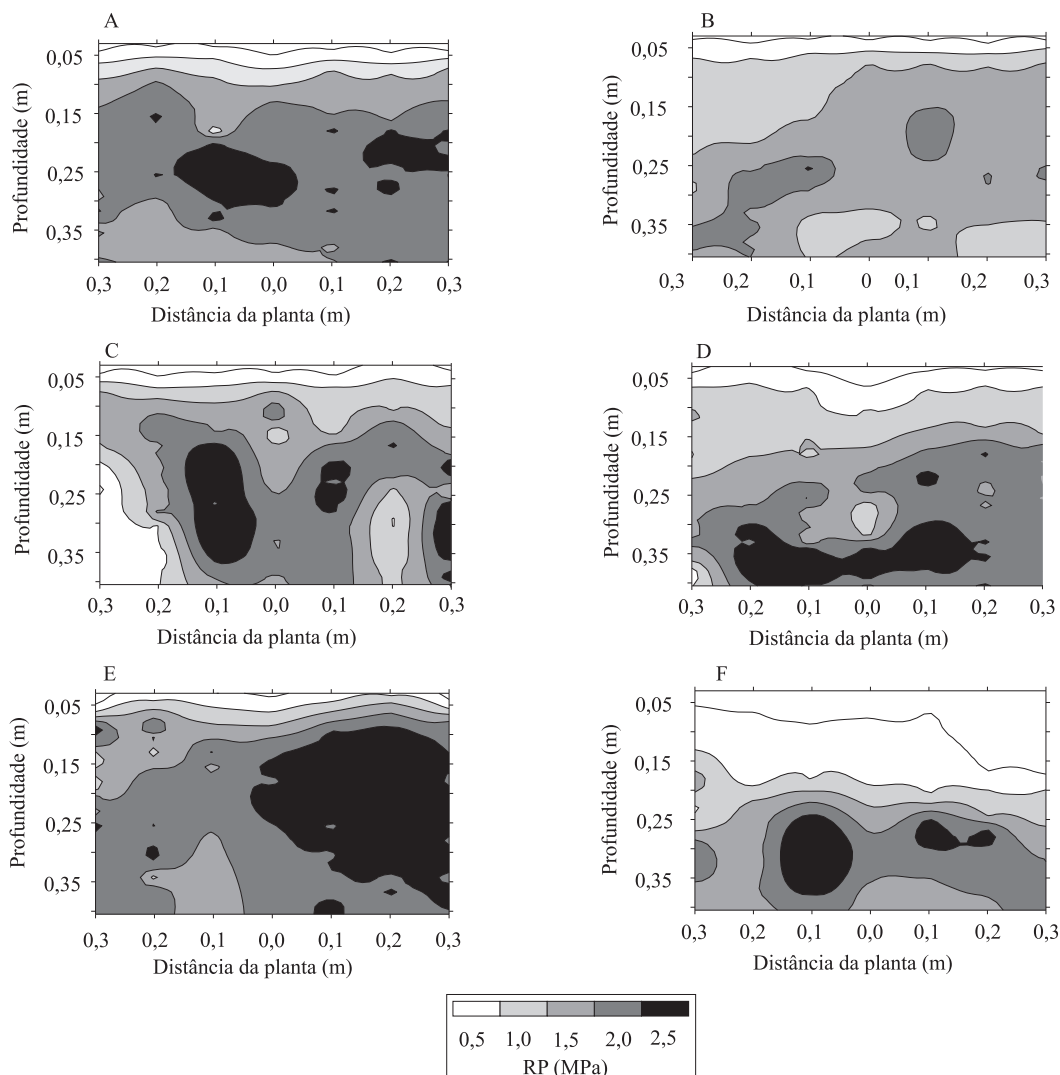 A
0,05
0,15
0,25
0,35
Profundidade (m)
0,3 0,2 0,1 0,0 0,1 0,2 0,3
Distância da planta (m)
B
0,05
0,15
0,25
0,35
Profundidade (m)
0,3 0,2 0,1 0 0,1 0,2 0,3
Distância da planta (m)
C
0,05
0,15
0,25
0,35
Profundidade (m)
0,3 0,2 0,1 0,0 0,1 0,2 0,3
Distância da planta (m)
D
0,05
0,15
0,25
0,35
Profundidade (m)
0,3 0,2 0,1 0,0 0,1 0,2 0,3
Distância da planta (m)
E
0,05
0,15
0,25
0,35
Profundidade (m)
0,3 0,2 0,1 0,0 0,1 0,2 0,3
Distância da planta (m)
F
0,05
0,15
0,25
0,35
Profundidade (m)
0,3 0,2 0,1 0,0 0,1 0,2 0,3
Distância da planta (m)
0,5 1,0 1,5 2,0 2,5
RP (MPa)